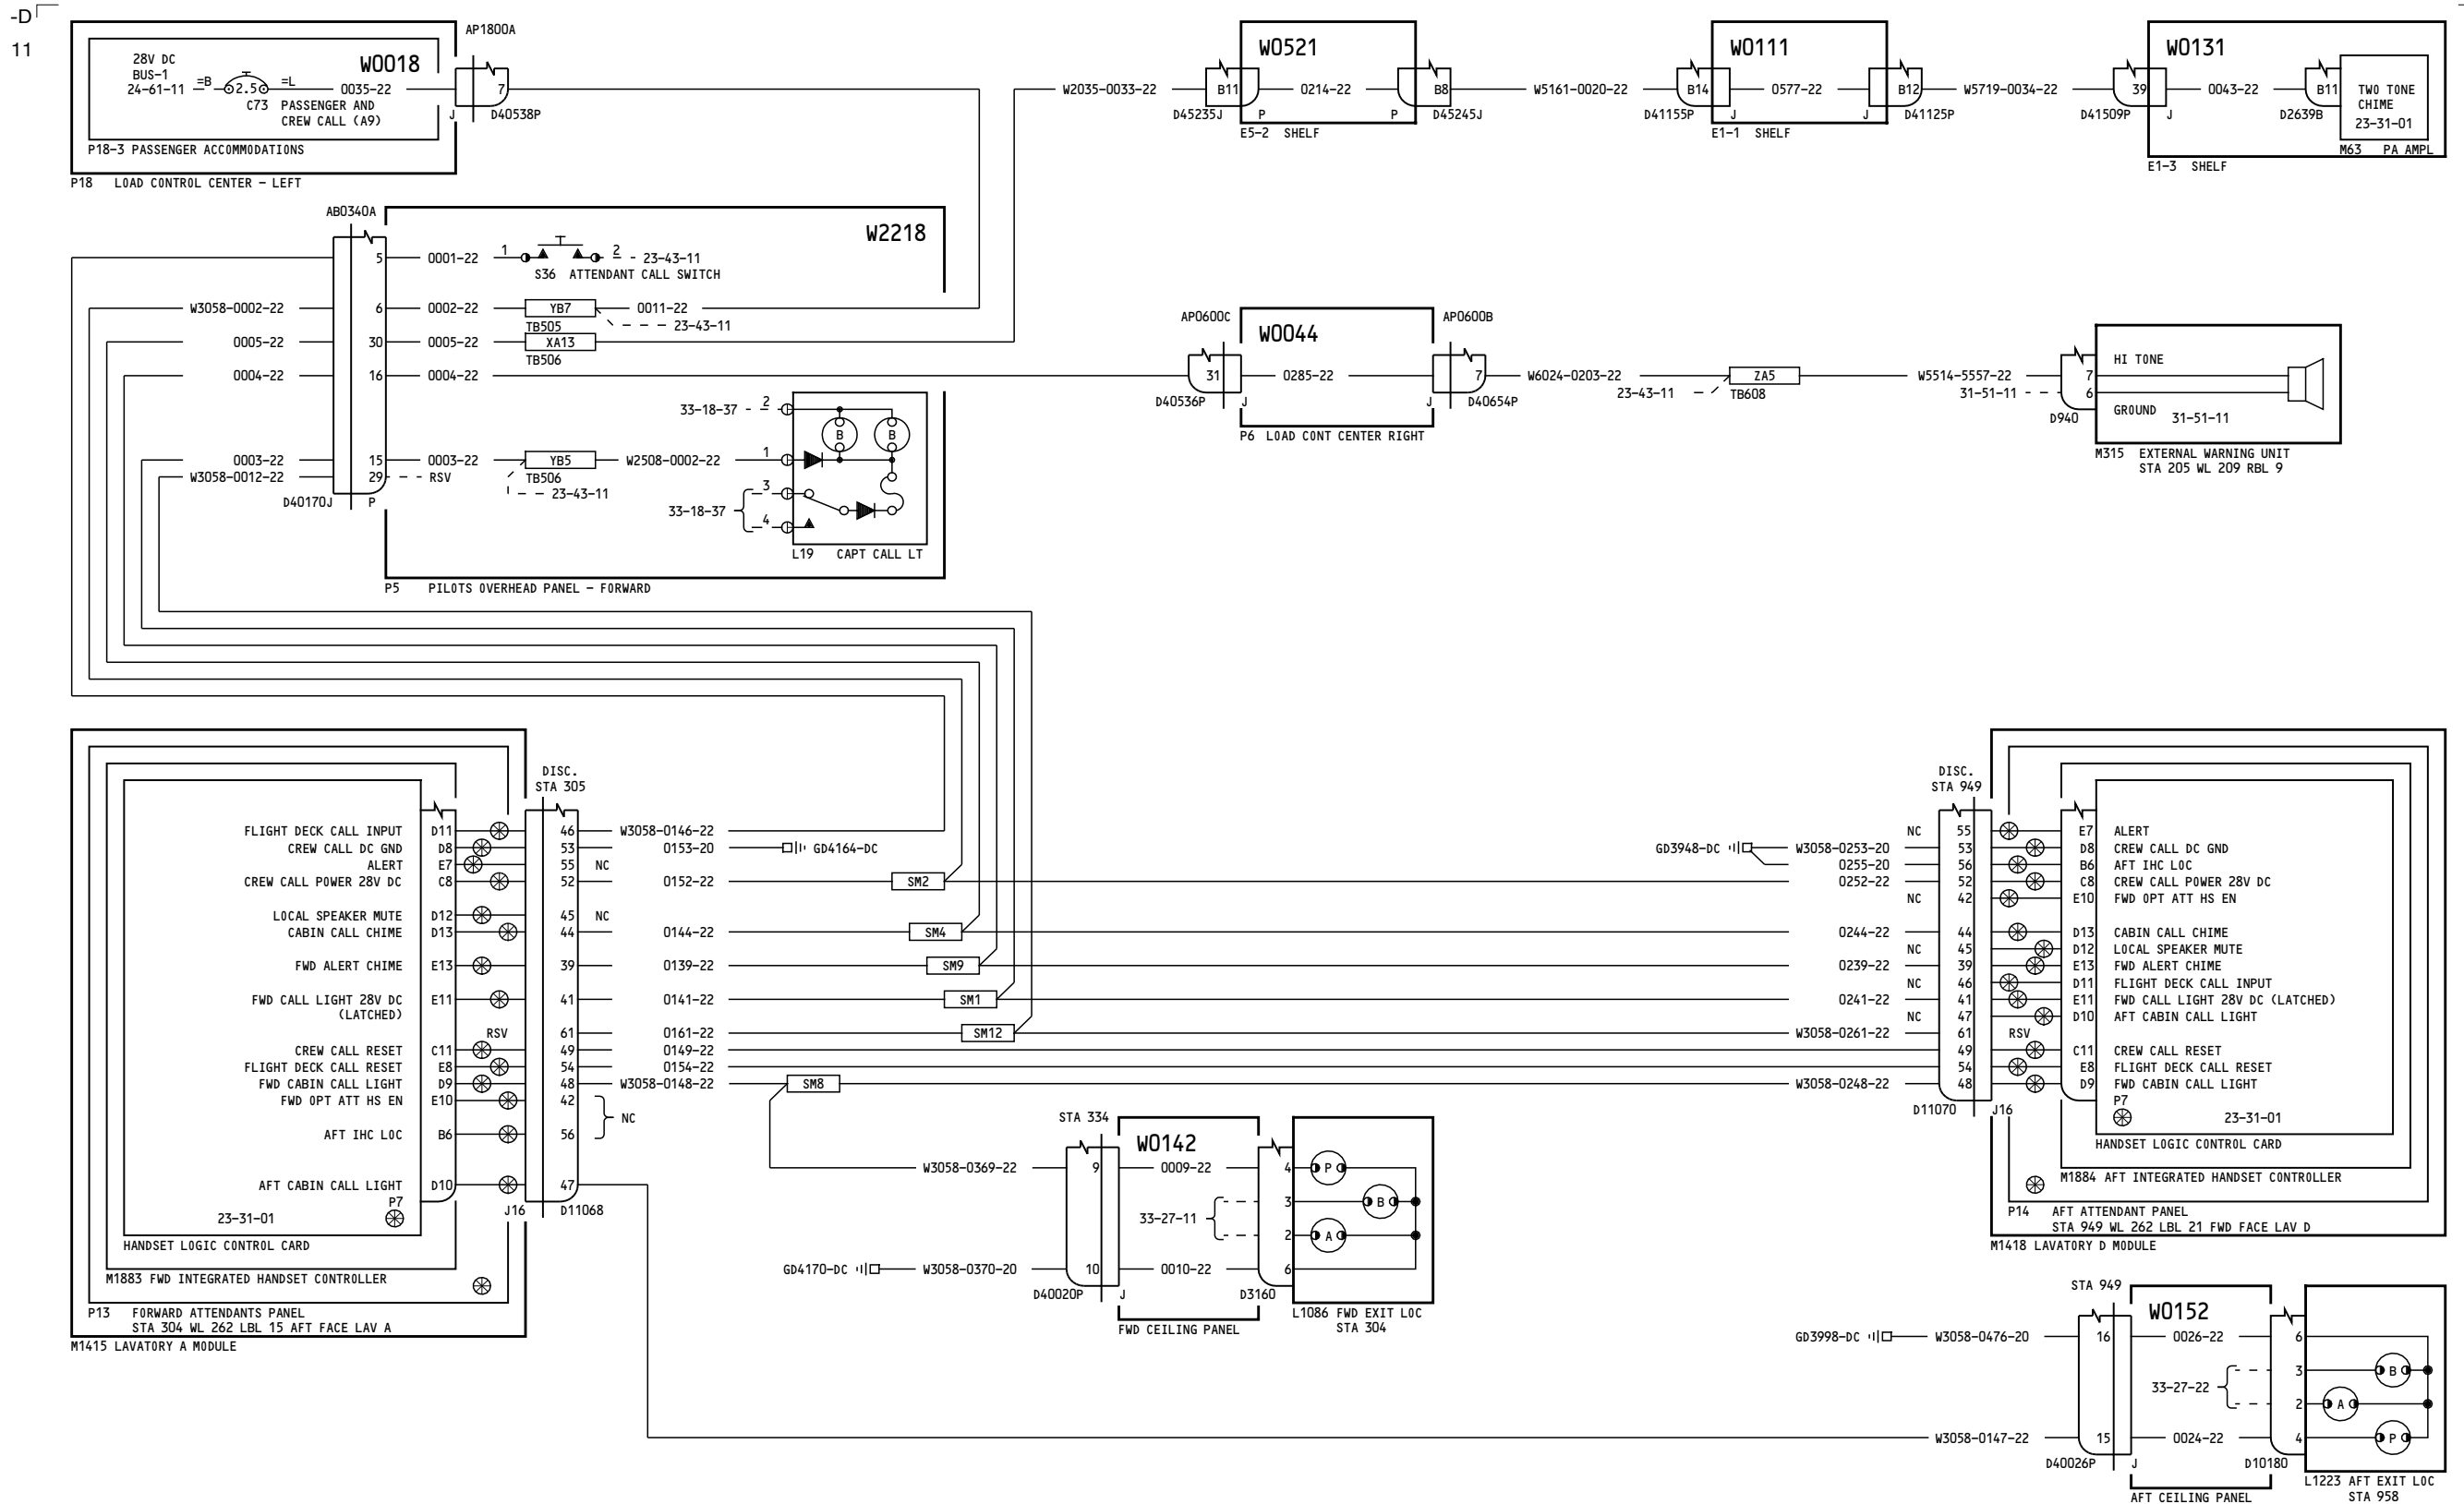 -D
11
AP1800A
28V DC
BUS-1
24-61-11
=B
2.5
=L
W0018
0035-22
C73 PASSENGER AND
CREW CALL (A9)
7
J
D40538P
P18-3 PASSENGER ACCOMMODATIONS
P18 LOAD CONTROL CENTER – LEFT
W2035-0033-22
B11
D45235J
W0521
0214-22
P
P
B8
D45245J
E5-2 SHELF
W5161-0020-22
B14
D41155P
W0111
0577-22
J
J
B12
D41125P
E1-1 SHELF
W5719-0034-22
39
D41509P
J
W0131
0043-22
B11
D2639B
TWO TONE
CHIME
23-31-01
M63 PA AMPL
E1-3 SHELF
AB0340A
W2218
5
0001-22
1
2
23-43-11
S36 ATTENDANT CALL SWITCH
W3058-0002-22
6
0002-22
YB7
0011-22
TB505
23-43-11
0005-22
30
0005-22
XA13
TB506
0004-22
16
0004-22
33-18-37
2
B
B
0003-22
15
0003-22
YB5
W2508-0002-22
1
W3058-0012-22
29
RSV
TB506
23-43-11
D40170J
P
33-18-37
3
4
L19 CAPT CALL LT
P5 PILOTS OVERHEAD PANEL – FORWARD
AP0600C
W0044
AP0600B
31
0285-22
7
D40536P
J
J
D40654P
P6 LOAD CONT CENTER RIGHT
W6024-0203-22
23-43-11
ZA5
TB608
W5514-5557-22
31-51-11
7
6
D940
HI TONE
GROUND
31-51-11
M315 EXTERNAL WARNING UNIT
STA 205 WL 209 RBL 9
DISC.
STA 305
FLIGHT DECK CALL INPUT D11 46 W3058-0146-22
CREW CALL DC GND D8 53 0153-20 GD4164-DC
ALERT E7 55 NC
CREW CALL POWER 28V DC C8 52 0152-22 SM2
LOCAL SPEAKER MUTE D12 45 NC
CABIN CALL CHIME D13 44 0144-22 SM4
FWD ALERT CHIME E13 39 0139-22 SM9
FWD CALL LIGHT 28V DC E11 41 0141-22 SM1
(LATCHED)
RSV 61 0161-22 SM12
CREW CALL RESET C11 49 0149-22
FLIGHT DECK CALL RESET E8 54 0154-22
FWD CABIN CALL LIGHT D9 48 W3058-0148-22 SM8
FWD OPT ATT HS EN E10 42
NC
AFT IHC LOC B6 56
AFT CABIN CALL LIGHT D10 47
P7
J16 D11068
23-31-01
HANDSET LOGIC CONTROL CARD
M1883 FWD INTEGRATED HANDSET CONTROLLER
P13 FORWARD ATTENDANTS PANEL
STA 304 WL 262 LBL 15 AFT FACE LAV A
M1415 LAVATORY A MODULE
DISC.
STA 949
NC 55 E7 ALERT
GD3948-DC W3058-0253-20 53 D8 CREW CALL DC GND
0255-20 56 B6 AFT IHC LOC
0252-22 52 C8 CREW CALL POWER 28V DC
NC 42 E10 FWD OPT ATT HS EN
0244-22 44 D13 CABIN CALL CHIME
NC 45 D12 LOCAL SPEAKER MUTE
0239-22 39 E13 FWD ALERT CHIME
NC 46 D11 FLIGHT DECK CALL INPUT
0241-22 41 E11 FWD CALL LIGHT 28V DC (LATCHED)
NC 47 D10 AFT CABIN CALL LIGHT
W3058-0261-22 61 RSV
49 C11 CREW CALL RESET
54 E8 FLIGHT DECK CALL RESET
W3058-0248-22 48 D9 FWD CABIN CALL LIGHT
D11070 J16
P7
23-31-01
HANDSET LOGIC CONTROL CARD
M1884 AFT INTEGRATED HANDSET CONTROLLER
P14 AFT ATTENDANT PANEL
STA 949 WL 262 LBL 21 FWD FACE LAV D
M1418 LAVATORY D MODULE
STA 334
W0142
W3058-0369-22 9 0009-22 4 P
3 B
33-27-11
2 A
GD4170-DC W3058-0370-20 10 0010-22 6
D40020P J
D3160
L1086 FWD EXIT LOC
STA 304
FWD CEILING PANEL
STA 949
W0152
GD3998-DC W3058-0476-20 16 0026-22 6
3 B
33-27-22
2 A
W3058-0147-22 15 0024-22 4 P
D40026P J
D10180
L1223 AFT EXIT LOC
STA 958
AFT CEILING PANEL